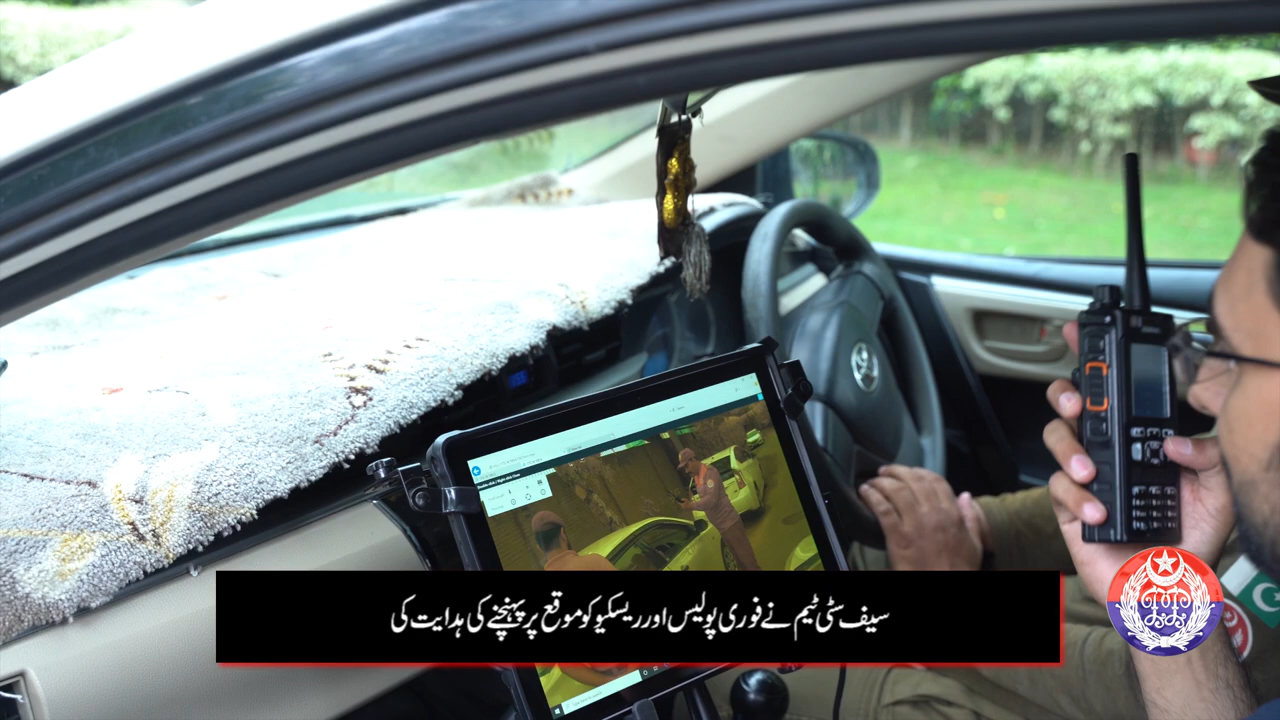 سیف سٹی ٹیم نے فوری پولیس اور ریسکیو کو موقع پر پہنچنے کی ہدایت کی